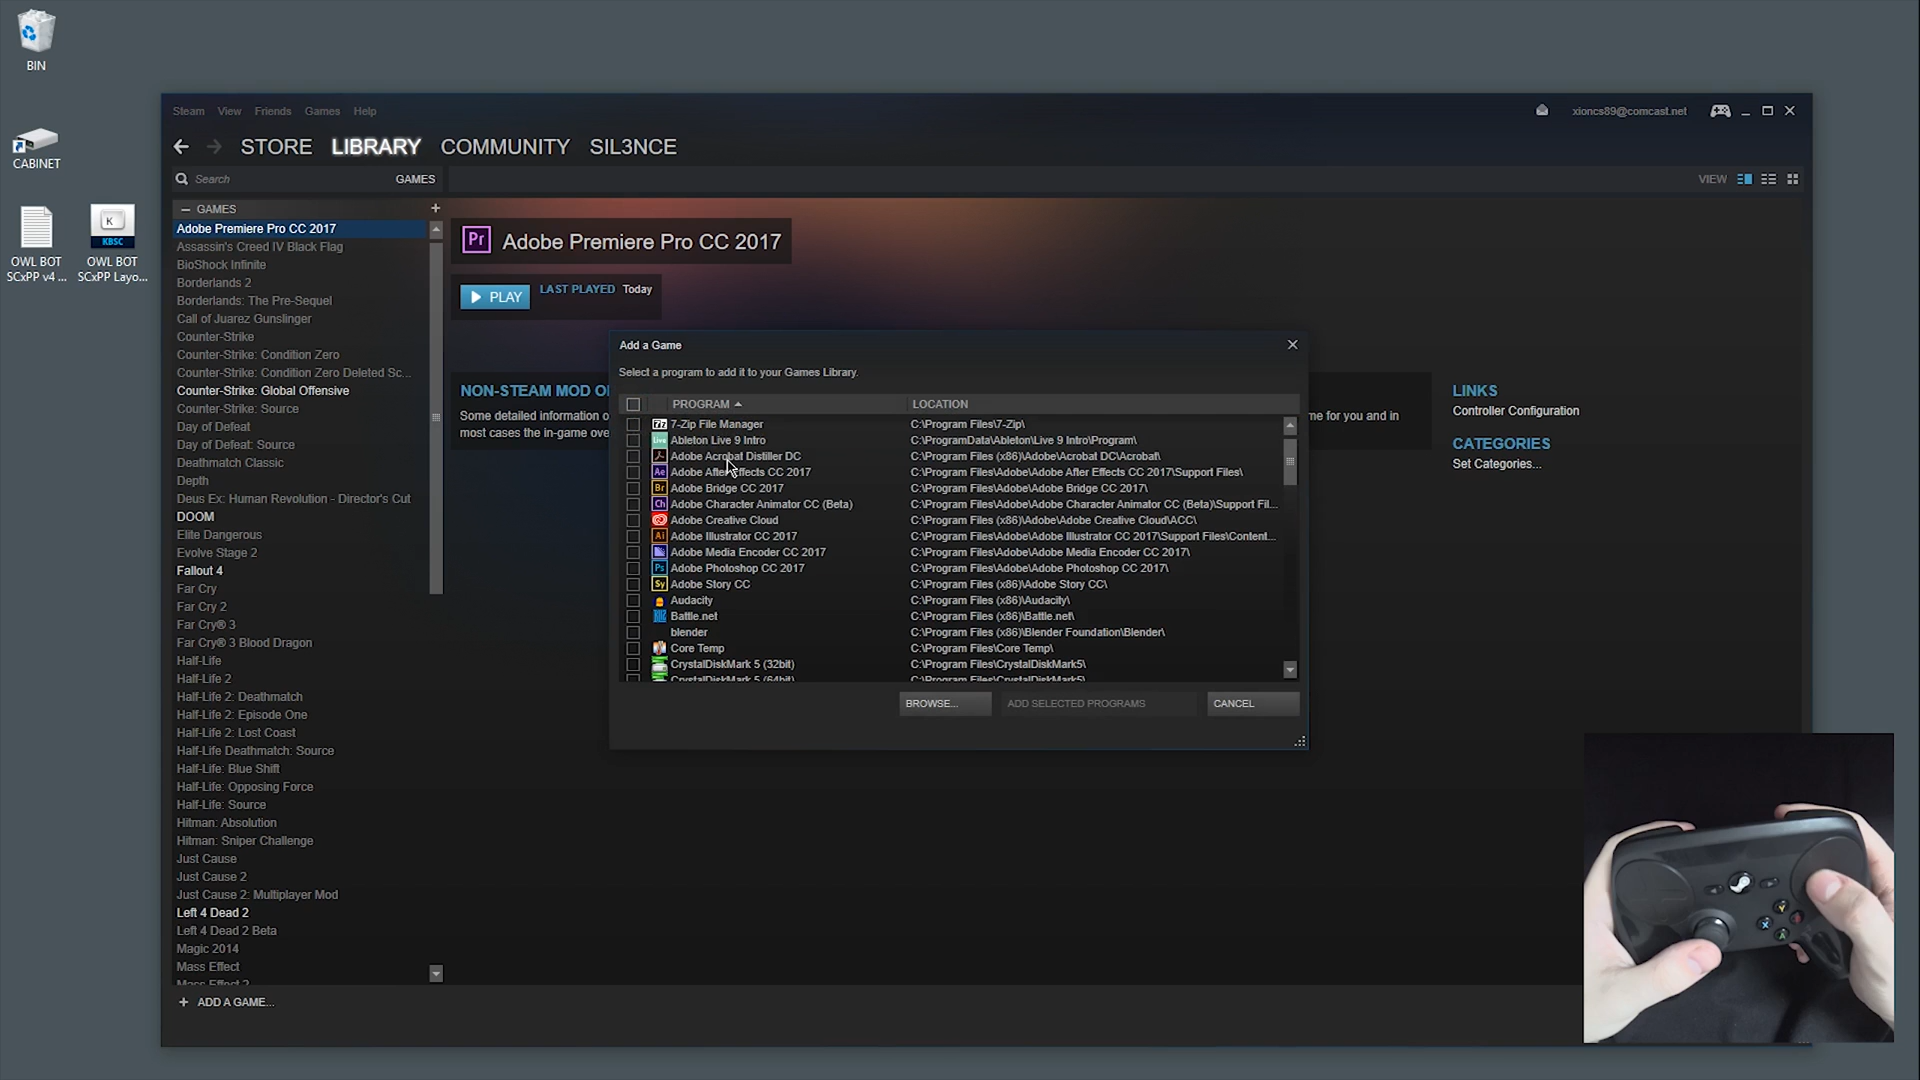 BIN
CABINET
OWL BOT
SCxPP v4 ...
K
KBSC
OWL BOT
SCxPP Layo...
Steam View Friends Games Help
xioncs89@comcast.net
STORE LIBRARY COMMUNITY SIL3NCE
Search GAMES
VIEW
— GAMES +
Adobe Premiere Pro CC 2017
Assassin's Creed IV Black Flag
BioShock Infinite
Borderlands 2
Borderlands: The Pre-Sequel
Call of Juarez Gunslinger
Counter-Strike
Counter-Strike: Condition Zero
Counter-Strike: Condition Zero Deleted Sc...
Counter-Strike: Global Offensive
Counter-Strike: Source
Day of Defeat
Day of Defeat: Source
Deathmatch Classic
Depth
Deus Ex: Human Revolution - Director's Cut
DOOM
Elite Dangerous
Evolve Stage 2
Fallout 4
Far Cry
Far Cry 2
Far Cry® 3
Far Cry® 3 Blood Dragon
Half-Life
Half-Life 2
Half-Life 2: Deathmatch
Half-Life 2: Episode One
Half-Life 2: Lost Coast
Half-Life Deathmatch: Source
Half-Life: Blue Shift
Half-Life: Opposing Force
Half-Life: Source
Hitman: Absolution
Hitman: Sniper Challenge
Just Cause
Just Cause 2
Just Cause 2: Multiplayer Mod
Left 4 Dead 2
Left 4 Dead 2 Beta
Magic 2014
Mass Effect
Mass Effect 2
+ ADD A GAME...
Pr Adobe Premiere Pro CC 2017
PLAY LAST PLAYED Today
NON-STEAM MOD O
Some detailed information o
me for you and in
most cases the in-game ove
LINKS
Controller Configuration
CATEGORIES
Set Categories...
Add a Game
Select a program to add it to your Games Library.
PROGRAM LOCATION
7z 7-Zip File Manager C:\Program Files\7-Zip\
Live Ableton Live 9 Intro C:\ProgramData\Ableton\Live 9 Intro\Program\
Adobe Acrobat Distiller DC C:\Program Files (x86)\Adobe\Acrobat DC\Acrobat\
Ae Adobe After Effects CC 2017 C:\Program Files\Adobe\Adobe After Effects CC 2017\Support Files\
Br Adobe Bridge CC 2017 C:\Program Files\Adobe\Adobe Bridge CC 2017\
Ch Adobe Character Animator CC (Beta) C:\Program Files\Adobe\Adobe Character Animator CC (Beta)\Support Fil...
Adobe Creative Cloud C:\Program Files (x86)\Adobe\Adobe Creative Cloud\ACC\
Ai Adobe Illustrator CC 2017 C:\Program Files\Adobe\Adobe Illustrator CC 2017\Support Files\Content...
Adobe Media Encoder CC 2017 C:\Program Files\Adobe\Adobe Media Encoder CC 2017\
Ps Adobe Photoshop CC 2017 C:\Program Files\Adobe\Adobe Photoshop CC 2017\
Sy Adobe Story CC C:\Program Files (x86)\Adobe Story CC\
Audacity C:\Program Files (x86)\Audacity\
Battle.net C:\Program Files (x86)\Battle.net\
blender C:\Program Files (x86)\Blender Foundation\Blender\
Core Temp C:\Program Files\Core Temp\
CrystalDiskMark 5 (32bit) C:\Program Files\CrystalDiskMark5\
CrystalDiskMark 5 (64bit) C:\Program Files\CrystalDiskMark5\
BROWSE... ADD SELECTED PROGRAMS CANCEL
Y
X
A